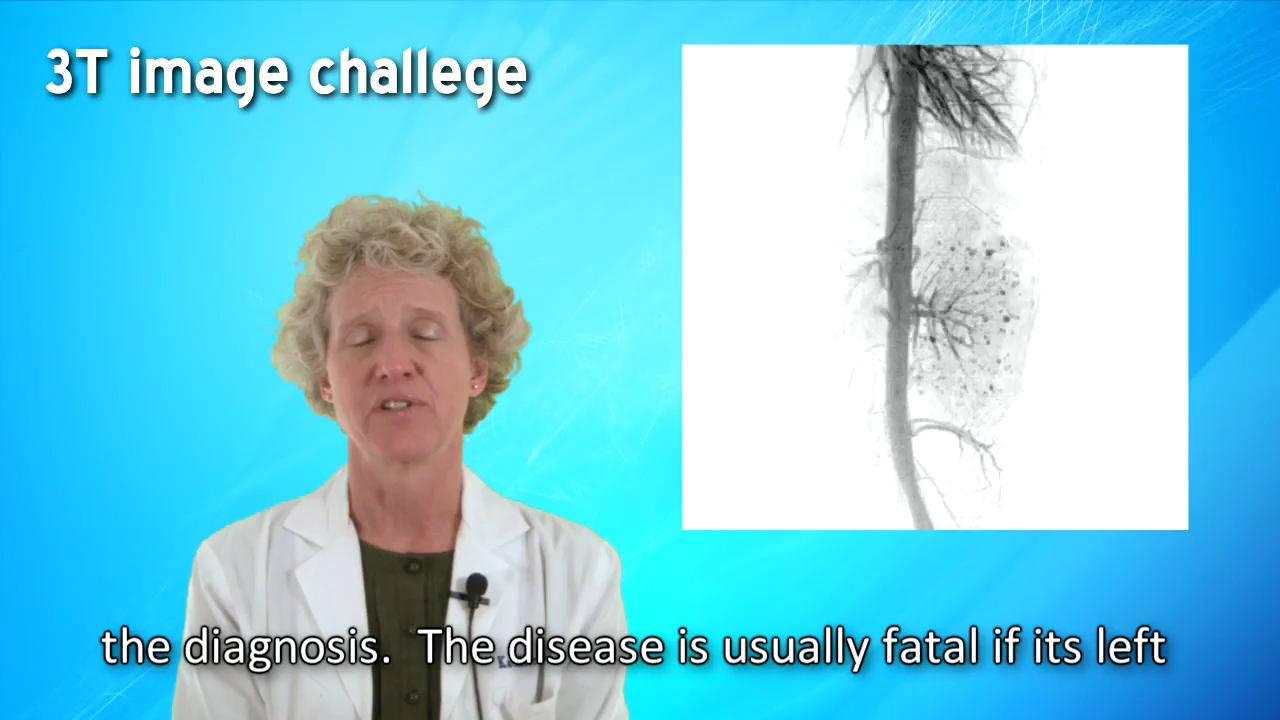 3T image challege
the diagnosis.  The disease is usually fatal if its left